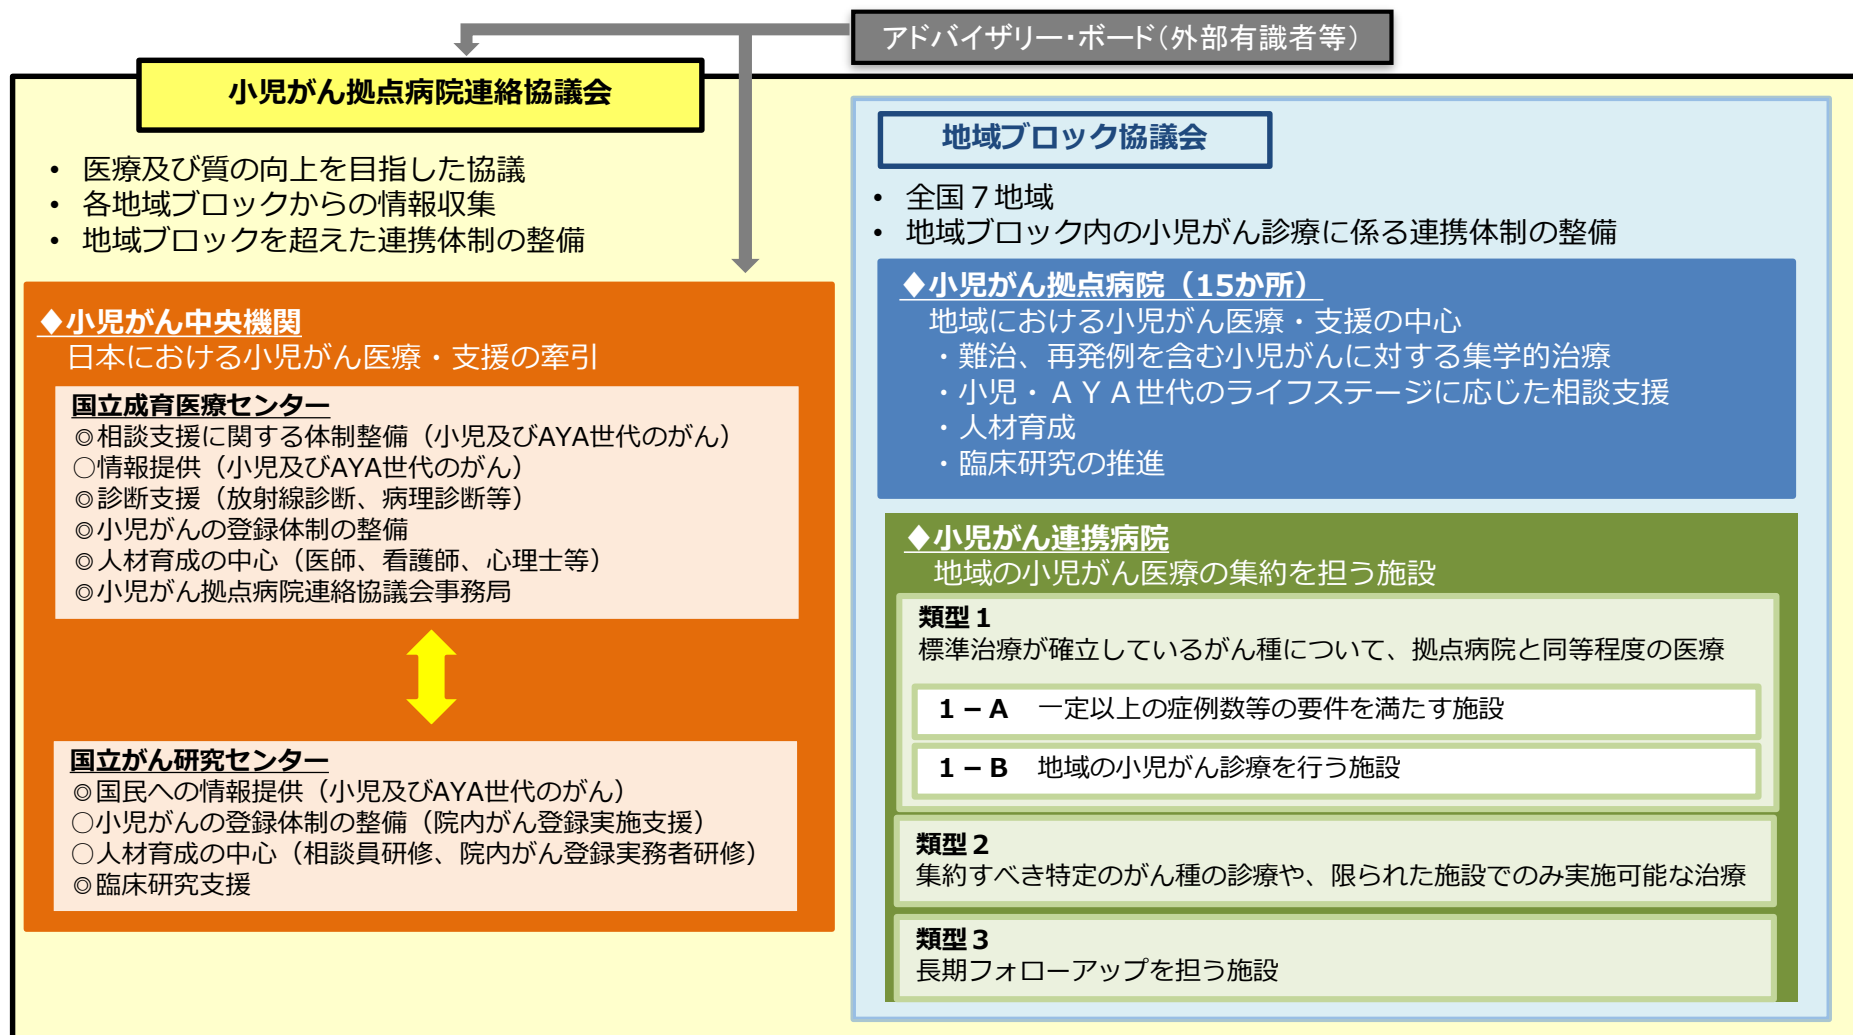 アドバイザリー・ボード（外部有識者等）
小児がん拠点病院連絡協議会
• 医療及び質の向上を目指した協議
• 各地域ブロックからの情報収集
• 地域ブロックを超えた連携体制の整備
◆小児がん中央機関
日本における小児がん医療・支援の牽引
国立成育医療センター
◎相談支援に関する体制整備（小児及びAYA世代のがん）
○情報提供（小児及びAYA世代のがん）
◎診断支援（放射線診断、病理診断等）
◎小児がんの登録体制の整備
◎人材育成の中心（医師、看護師、心理士等）
◎小児がん拠点病院連絡協議会事務局
国立がん研究センター
◎国民への情報提供（小児及びAYA世代のがん）
○小児がんの登録体制の整備（院内がん登録実施支援）
○人材育成の中心（相談員研修、院内がん登録実務者研修）
◎臨床研究支援
地域ブロック協議会
• 全国７地域
• 地域ブロック内の小児がん診療に係る連携体制の整備
◆小児がん拠点病院（15か所）
地域における小児がん医療・支援の中心
・難治、再発例を含む小児がんに対する集学的治療
・小児・ＡＹＡ世代のライフステージに応じた相談支援
・人材育成
・臨床研究の推進
◆小児がん連携病院
地域の小児がん医療の集約を担う施設
類型１
標準治療が確立しているがん種について、拠点病院と同等程度の医療
１－Ａ　一定以上の症例数等の要件を満たす施設
１－Ｂ　地域の小児がん診療を行う施設
類型２
集約すべき特定のがん種の診療や、限られた施設でのみ実施可能な治療
類型３
長期フォローアップを担う施設